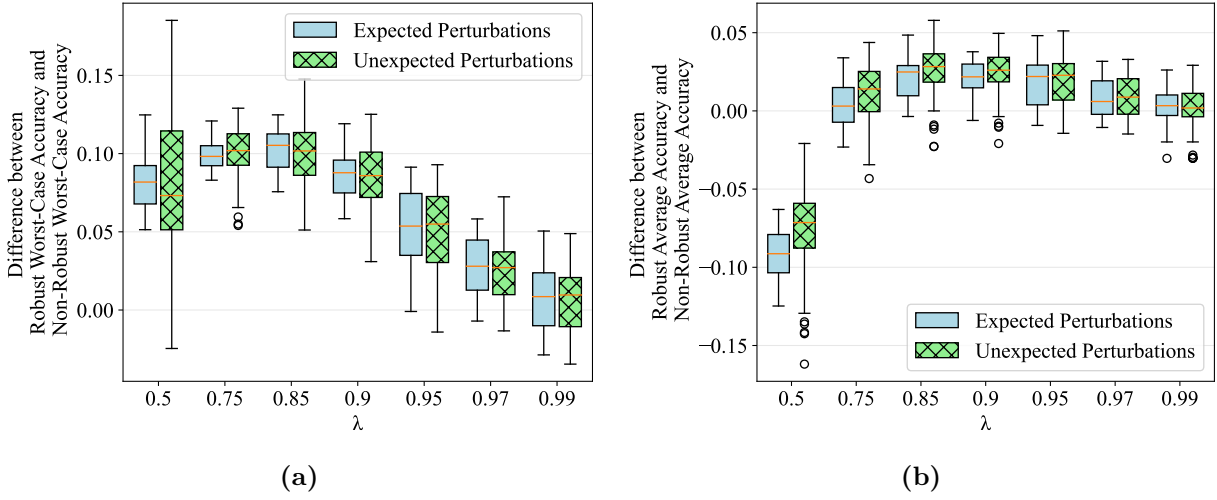 Difference between
Robust Worst-Case Accuracy and
Non-Robust Worst-Case Accuracy
0.15
0.10
0.05
0.00
Expected Perturbations
Unexpected Perturbations
0.5 0.75 0.85 0.9 0.95 0.97 0.99
λ
(a)
Difference between
Robust Average Accuracy and
Non-Robust Average Accuracy
0.05
0.00
−0.05
−0.10
−0.15
Expected Perturbations
Unexpected Perturbations
0.5 0.75 0.85 0.9 0.95 0.97 0.99
λ
(b)